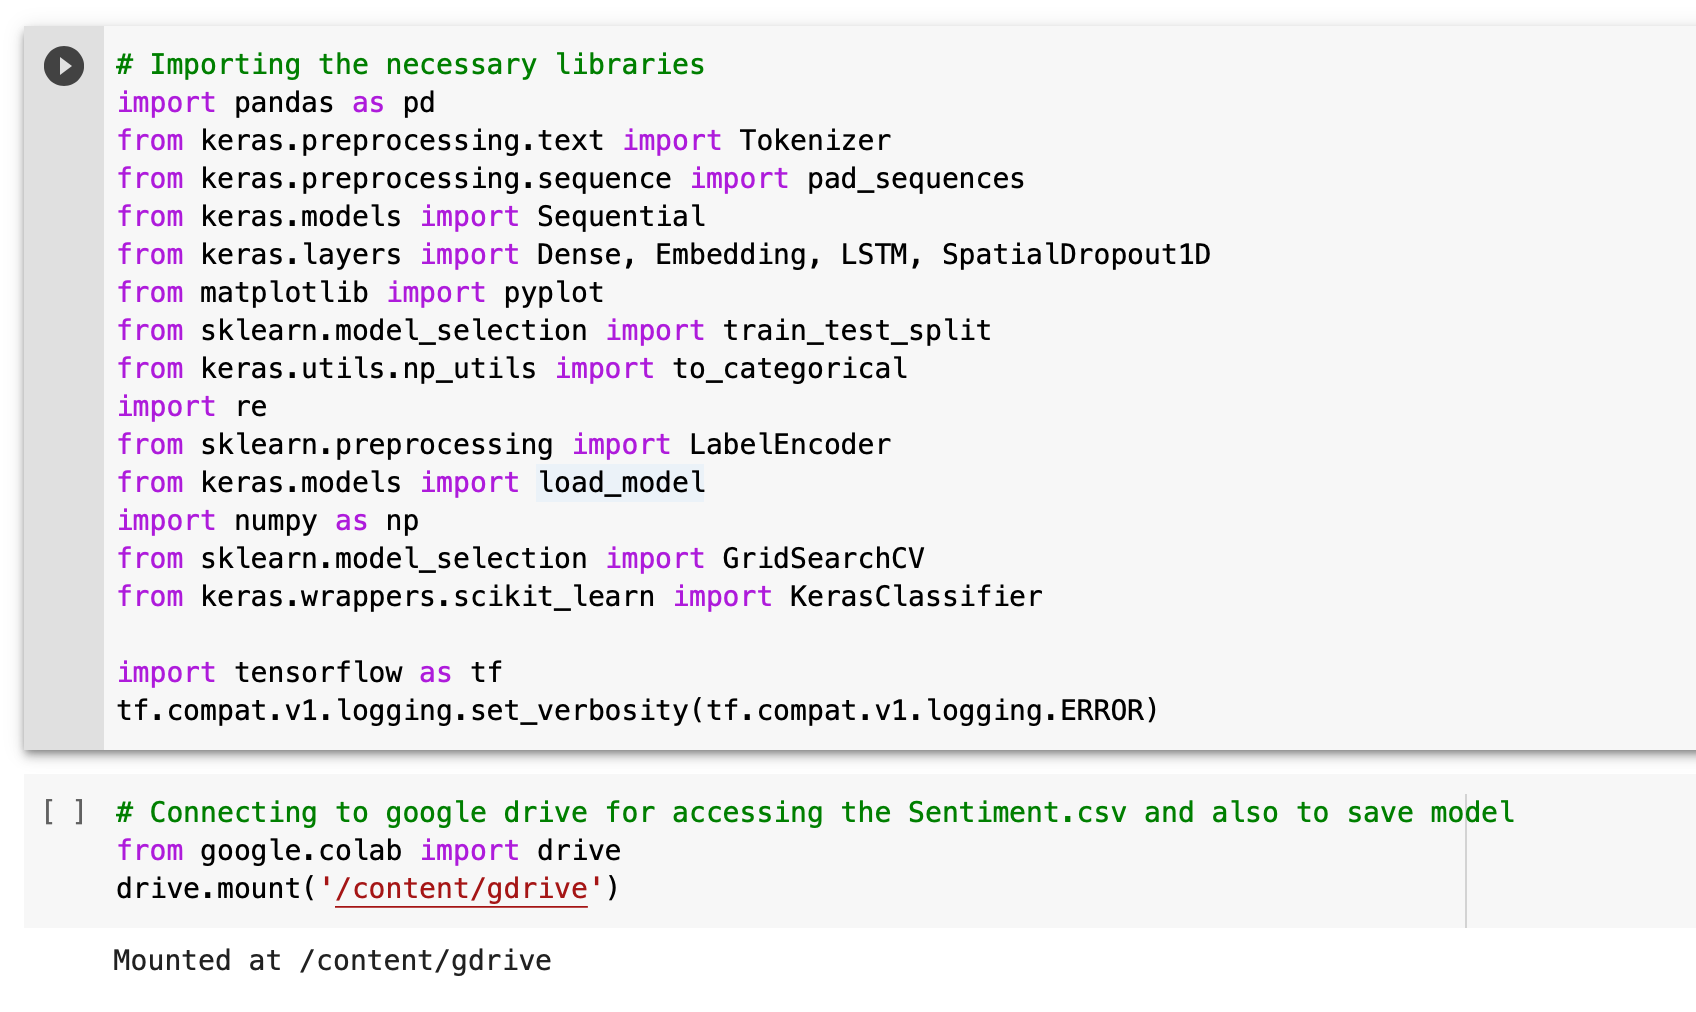 # Importing the necessary libraries
import pandas as pd
from keras.preprocessing.text import Tokenizer
from keras.preprocessing.sequence import pad_sequences
from keras.models import Sequential
from keras.layers import Dense, Embedding, LSTM, SpatialDropout1D
from matplotlib import pyplot
from sklearn.model_selection import train_test_split
from keras.utils.np_utils import to_categorical
import re
from sklearn.preprocessing import LabelEncoder
from keras.models import load_model
import numpy as np
from sklearn.model_selection import GridSearchCV
from keras.wrappers.scikit_learn import KerasClassifier

import tensorflow as tf
tf.compat.v1.logging.set_verbosity(tf.compat.v1.logging.ERROR)

[ ] # Connecting to google drive for accessing the Sentiment.csv and also to save model
from google.colab import drive
drive.mount('/content/gdrive')

Mounted at /content/gdrive